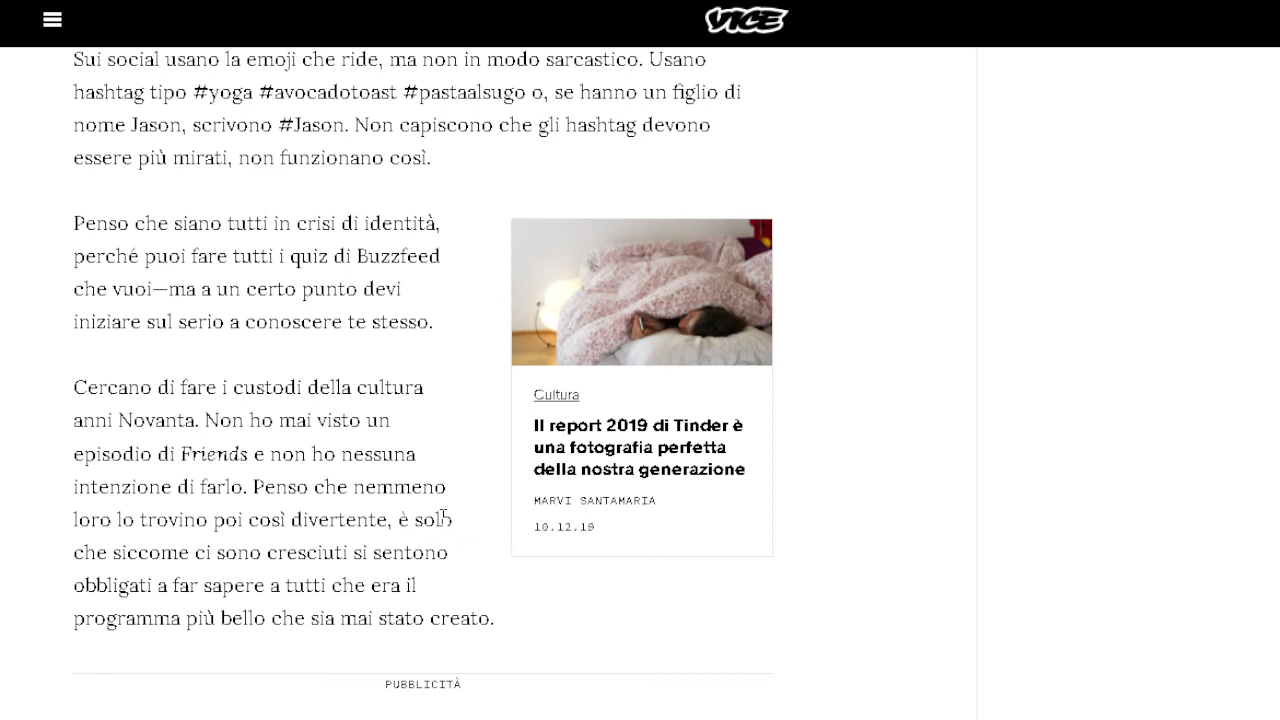 VICE
Sui social usano la emoji che ride, ma non in modo sarcastico. Usano
hashtag tipo #yoga #avocadotoast #pastaalsugo o, se hanno un figlio di
nome Jason, scrivono #Jason. Non capiscono che gli hashtag devono
essere più mirati, non funzionano così.
Penso che siano tutti in crisi di identità,
perché puoi fare tutti i quiz di Buzzfeed
che vuoi—ma a un certo punto devi
iniziare sul serio a conoscere te stesso.
Cercano di fare i custodi della cultura
anni Novanta. Non ho mai visto un
episodio di Friends e non ho nessuna
intenzione di farlo. Penso che nemmeno
loro lo trovino poi così divertente, è solo
che siccome ci sono cresciuti si sentono
obbligati a far sapere a tutti che era il
programma più bello che sia mai stato creato.
Cultura
Il report 2019 di Tinder è
una fotografia perfetta
della nostra generazione
MARVI SANTAMARIA
10.12.19
PUBBLICITÀ